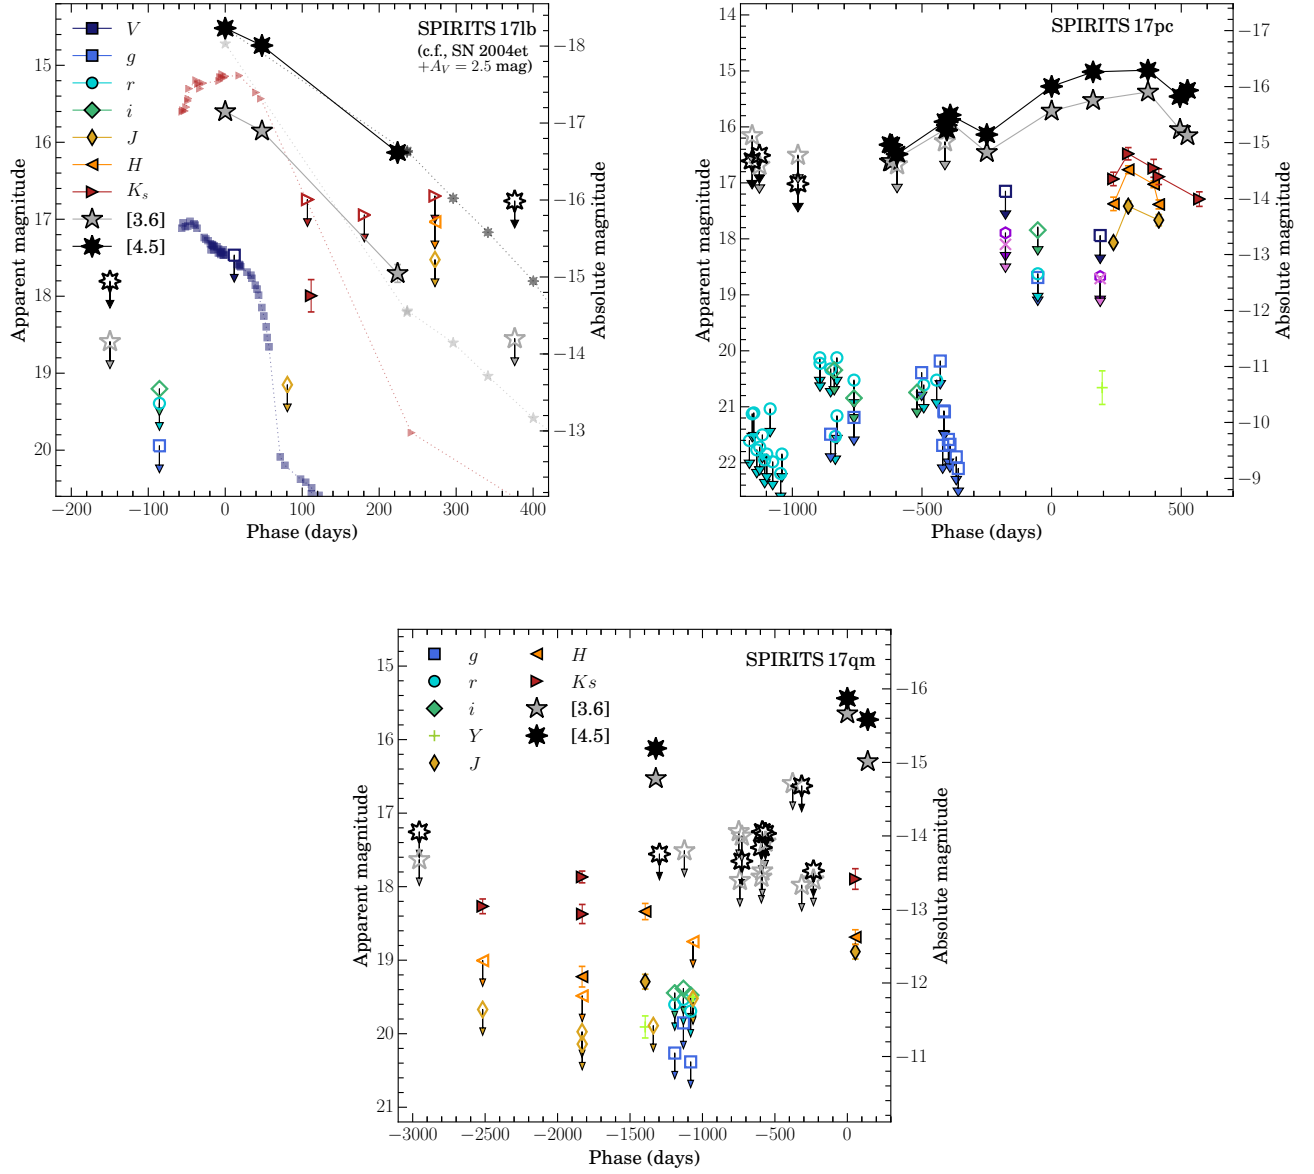 SPIRITS 17lb
(c.f., SN 2004et
+A_V = 2.5 mag)
V
g
r
i
J
H
K_s
[3.6]
[4.5]
15
16
17
18
19
20
Apparent magnitude
−18
−17
−16
−15
−14
−13
Absolute magnitude
−200 −100 0 100 200 300 400
Phase (days)
SPIRITS 17pc
14
15
16
17
18
19
20
21
22
Apparent magnitude
−17
−16
−15
−14
−13
−12
−11
−10
−9
Absolute magnitude
−1000 −500 0 500
Phase (days)
SPIRITS 17qm
g
r
i
Y
J
H
Ks
[3.6]
[4.5]
15
16
17
18
19
20
21
Apparent magnitude
−16
−15
−14
−13
−12
−11
Absolute magnitude
−3000 −2500 −2000 −1500 −1000 −500 0
Phase (days)